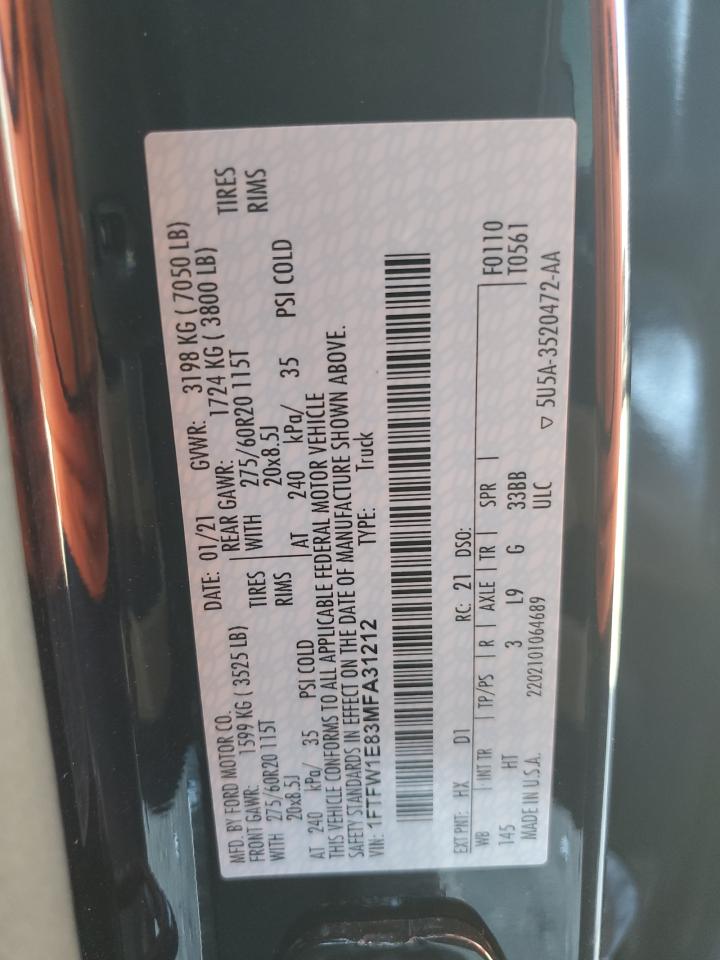 MFD. BY FORD MOTOR CO.
DATE: 01/21 GVWR: 3198 KG ( 7050 LB)
FRONT GAWR: 1599 KG ( 3525 LB) REAR GAWR: 1724 KG ( 3800 LB)
WITH 275/60R20 115T TIRES WITH 275/60R20 115T TIRES
20x8.5J RIMS 20x8.5J RIMS
AT 240 kPa/ 35 PSI COLD AT 240 kPa/ 35 PSI COLD
THIS VEHICLE CONFORMS TO ALL APPLICABLE FEDERAL MOTOR VEHICLE
SAFETY STANDARDS IN EFFECT ON THE DATE OF MANUFACTURE SHOWN ABOVE.
VIN: 1FTFW1E83MFA31212 TYPE: Truck
EXT PNT: HX D1 RC: 21 DSO: F0110
WB INT TR TP/PS R AXLE TR SPR T0561
145 HT 3 L9 G 33BB
MADE IN U.S.A. 2202101064689 ULC ▽ 5U5A-3520472-AA